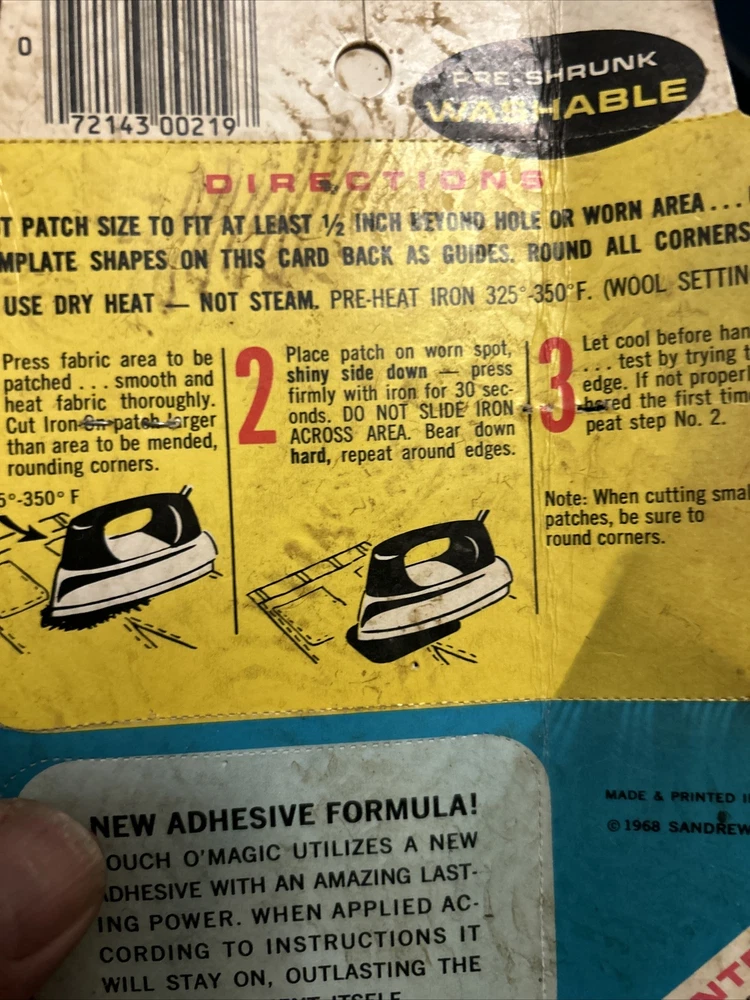 0
72143 00219
PRE-SHRUNK
WASHABLE
DIRECTIONS
T PATCH SIZE TO FIT AT LEAST ½ INCH BEYOND HOLE OR WORN AREA...
MPLATE SHAPES ON THIS CARD BACK AS GUIDES. ROUND ALL CORNERS
USE DRY HEAT — NOT STEAM. PRE-HEAT IRON 325°-350°F. (WOOL SETTIN
Press fabric area to be
patched ... smooth and
heat fabric thoroughly.
Cut Iron-On patch larger
than area to be mended,
rounding corners.
5°-350° F
2
Place patch on worn spot,
shiny side down — press
firmly with iron for 30 sec-
onds. DO NOT SLIDE IRON
ACROSS AREA. Bear down
hard, repeat around edges.
3
Let cool before han
... test by trying t
edge. If not properl
hered the first tim
peat step No. 2.
Note: When cutting smal
patches, be sure to
round corners.
NEW ADHESIVE FORMULA!
OUCH O'MAGIC UTILIZES A NEW
ADHESIVE WITH AN AMAZING LAST-
ING POWER. WHEN APPLIED AC-
CORDING TO INSTRUCTIONS IT
WILL STAY ON, OUTLASTING THE
ENT ITSELF
MADE & PRINTED I
© 1968 SANDREW
NTE